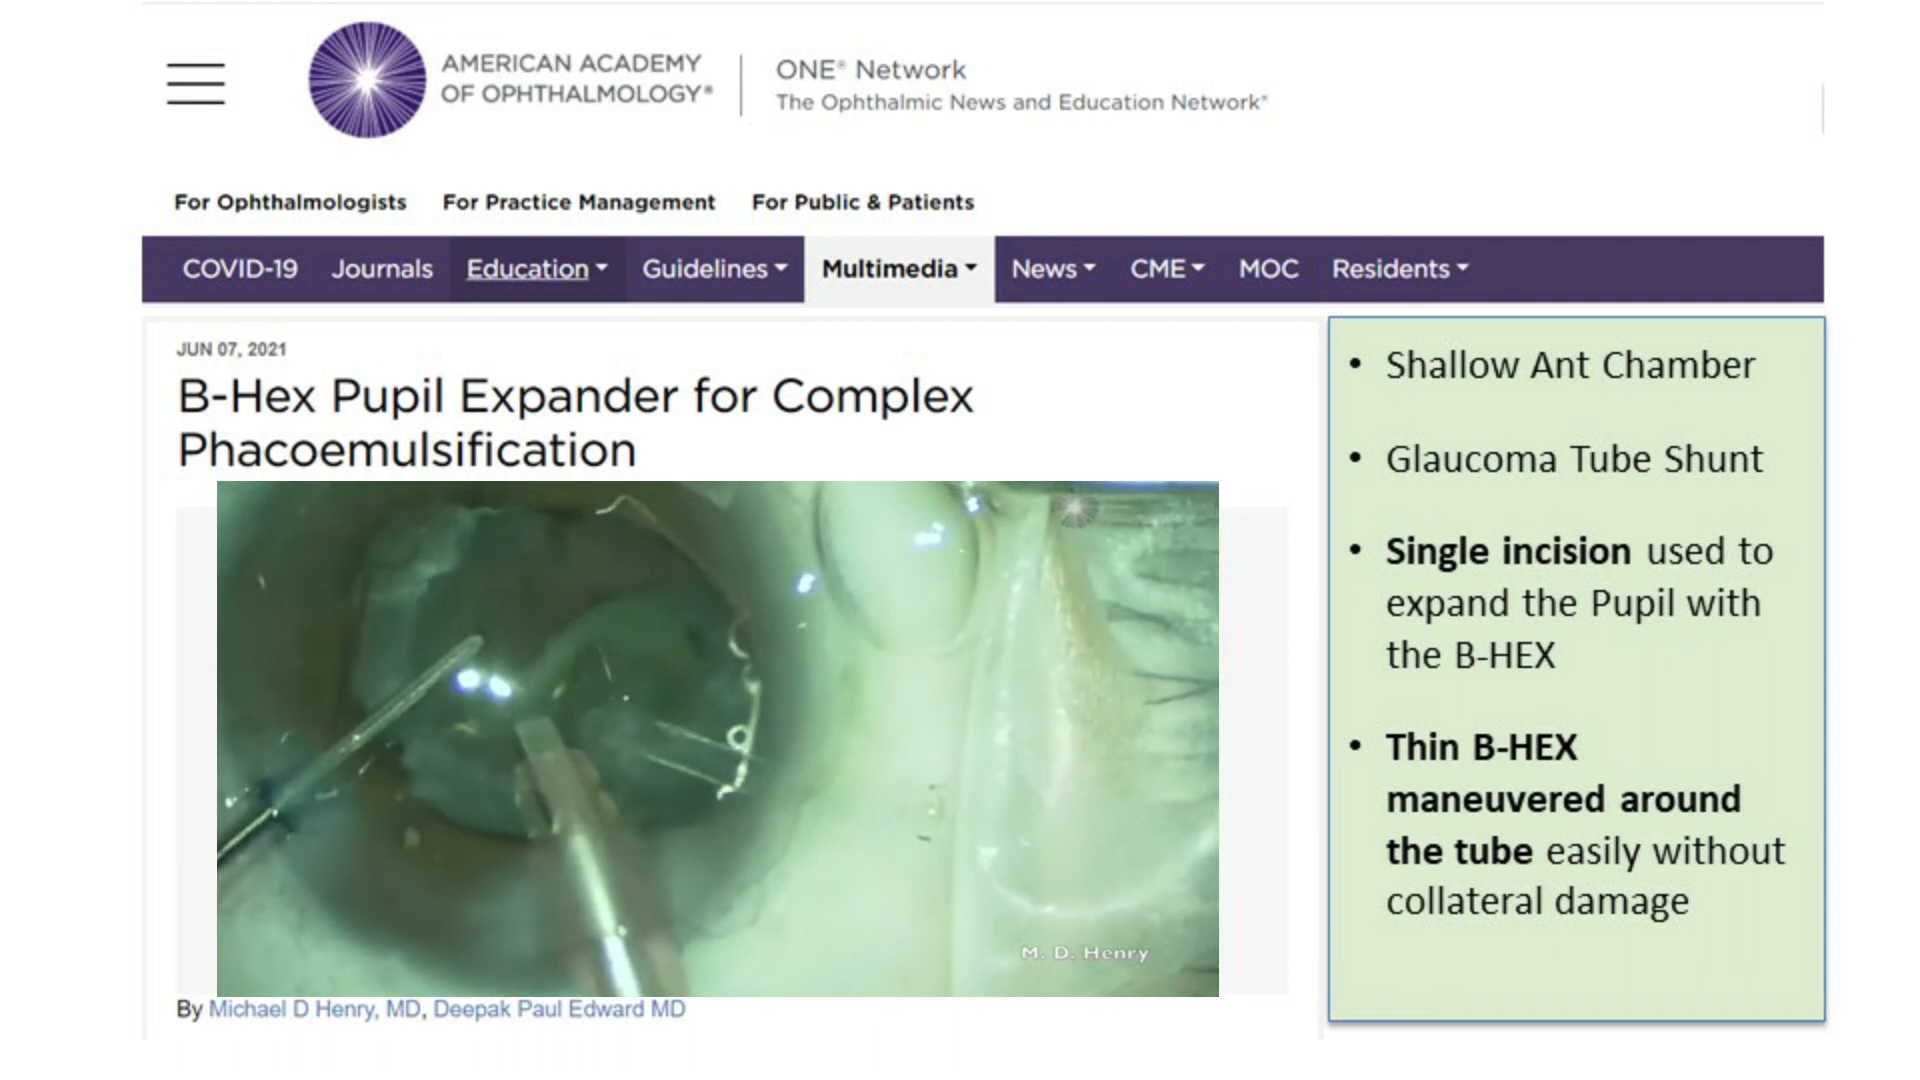 AMERICAN ACADEMY
OF OPHTHALMOLOGY®
ONE® Network
The Ophthalmic News and Education Network®
For Ophthalmologists For Practice Management For Public & Patients
COVID-19 Journals Education Guidelines Multimedia News CME MOC Residents
JUN 07, 2021
B-Hex Pupil Expander for Complex
Phacoemulsification
M. D. Henry
By Michael D Henry, MD, Deepak Paul Edward MD
• Shallow Ant Chamber
• Glaucoma Tube Shunt
• Single incision used to
expand the Pupil with
the B-HEX
• Thin B-HEX
maneuvered around
the tube easily without
collateral damage